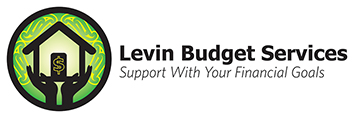 $
Levin Budget Services
Support With Your Financial Goals